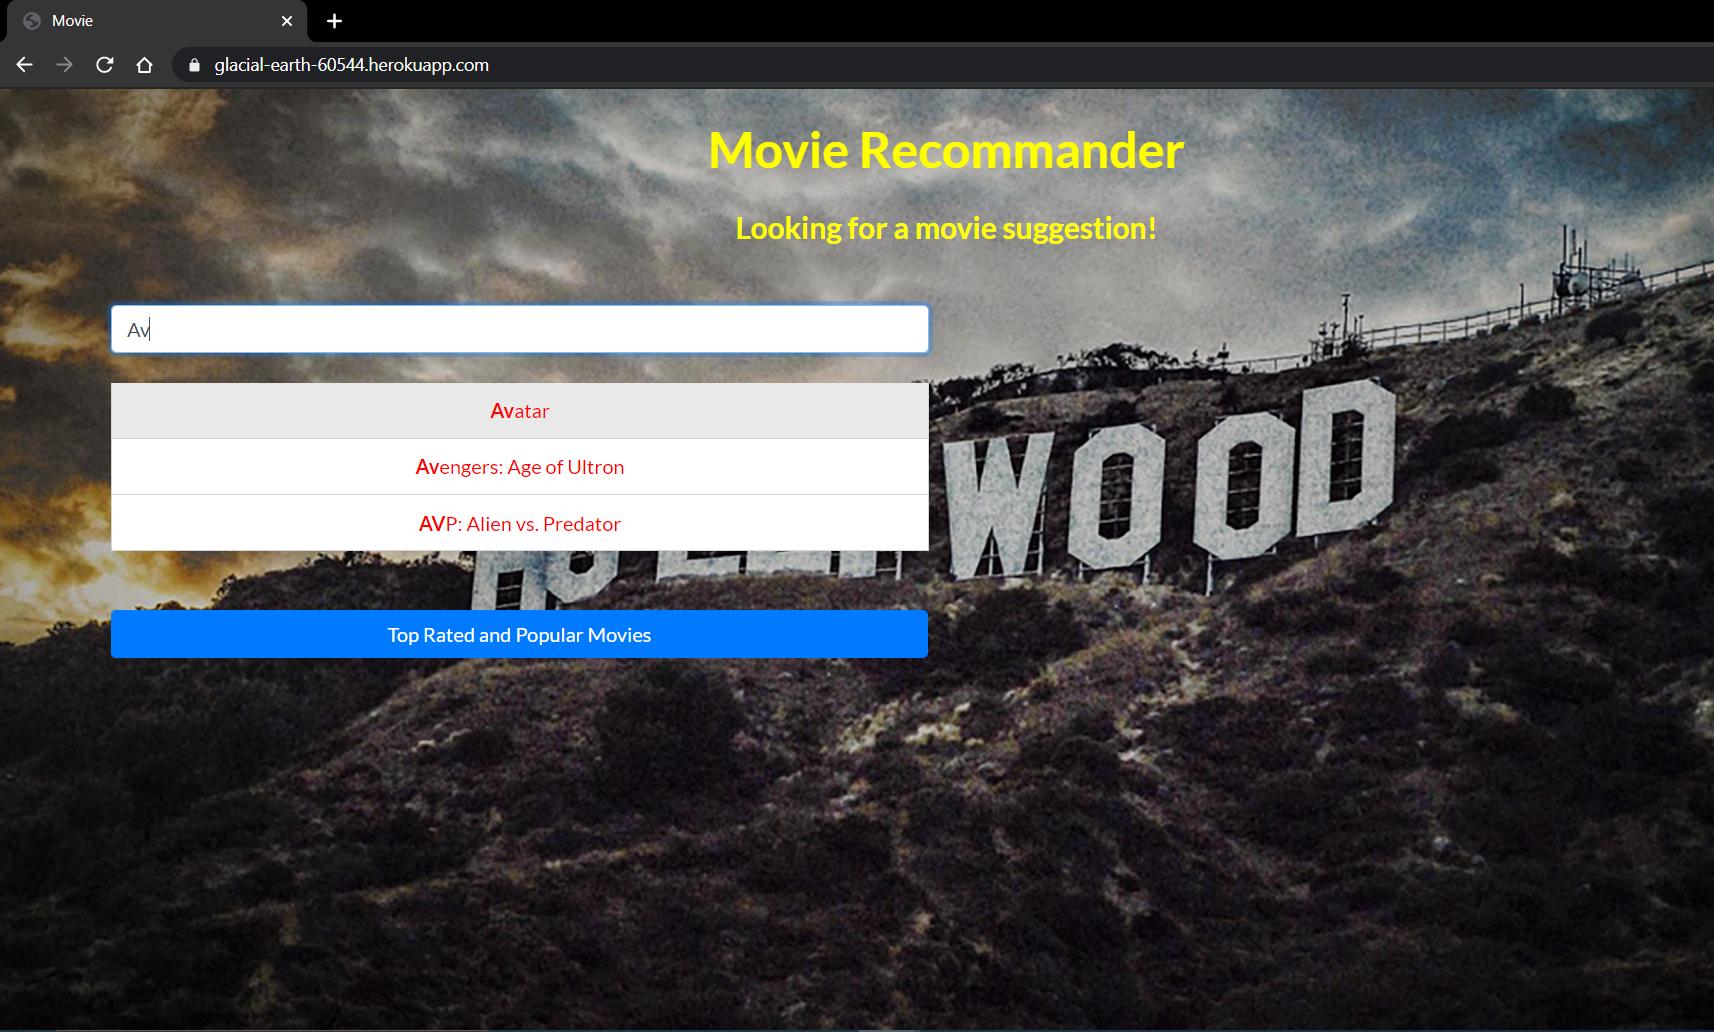 Movie
glacial-earth-60544.herokuapp.com
Movie Recommander
Looking for a movie suggestion!
Av
Avatar
Avengers: Age of Ultron
AVP: Alien vs. Predator
WOOD
Top Rated and Popular Movies